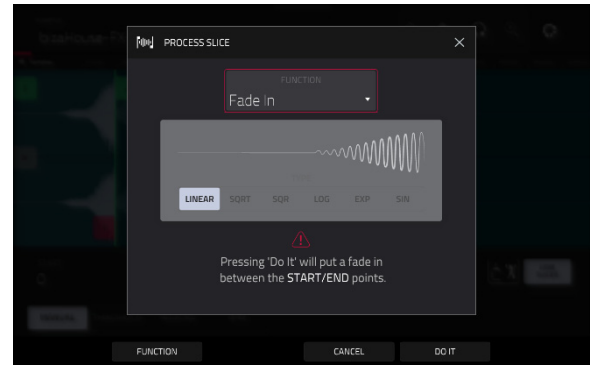 PROCESS SLICE
FUNCTION
Fade In
LINEAR SQRT SQR LOG EXP SIN
Pressing 'Do It' will put a fade in
between the START/END points.
FUNCTION CANCEL DO IT